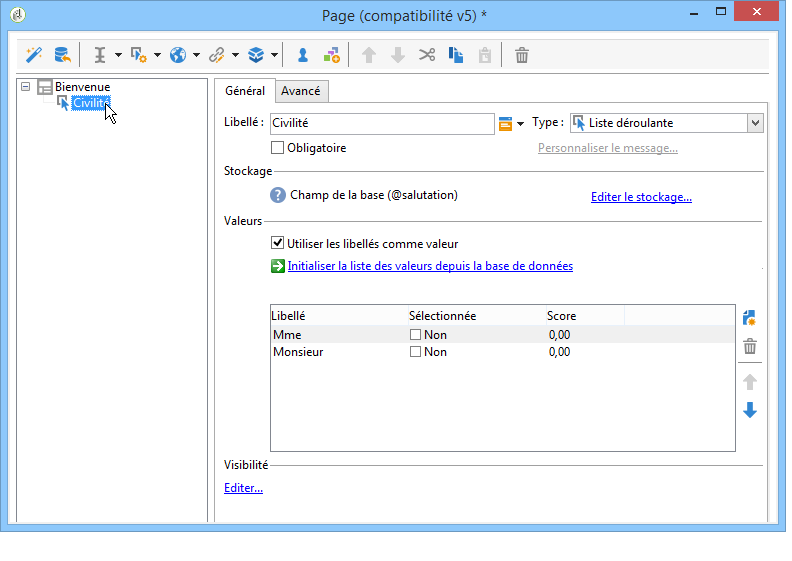 Page (compatibilité v5) *
Bienvenue
Civilité
Général
Avancé
Libellé :
Civilité
Type :
Liste déroulante
Obligatoire
Personnaliser le message...
Stockage
Champ de la base (@salutation)
Editer le stockage...
Valeurs
Utiliser les libellés comme valeur
Initialiser la liste des valeurs depuis la base de données
Libellé Sélectionnée Score
Mme Non 0,00
Monsieur Non 0,00
Visibilité
Editer...